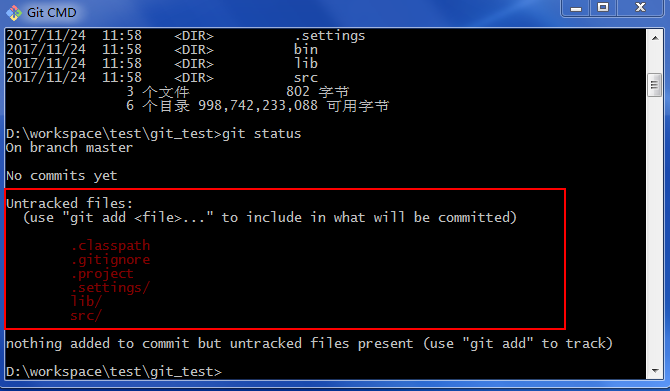 Git CMD
2017/11/24  11:58    <DIR>          .settings
2017/11/24  11:58    <DIR>          bin
2017/11/24  11:58    <DIR>          lib
2017/11/24  11:58    <DIR>          src
3 个文件            802 字节
6 个目录 998,742,233,088 可用字节
D:\workspace\test\git_test>git status
On branch master
No commits yet
Untracked files:
(use "git add <file>..." to include in what will be committed)
.classpath
.gitignore
.project
.settings/
lib/
src/
nothing added to commit but untracked files present (use "git add" to track)
D:\workspace\test\git_test>